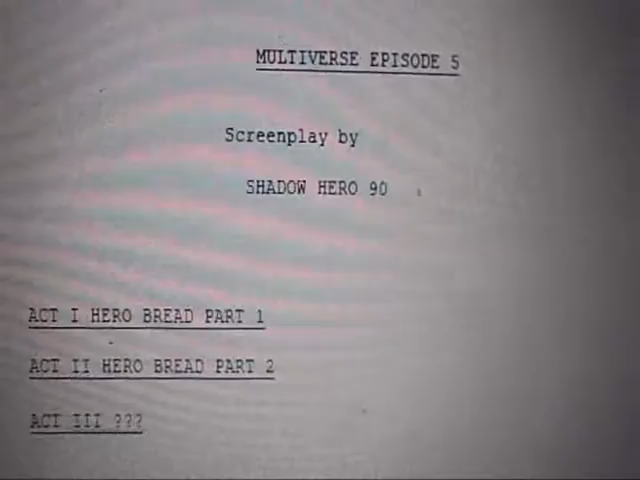 MULTIVERSE EPISODE 5
Screenplay by
SHADOW HERO 90
ACT I HERO BREAD PART 1
ACT II HERO BREAD PART 2
ACT III ???